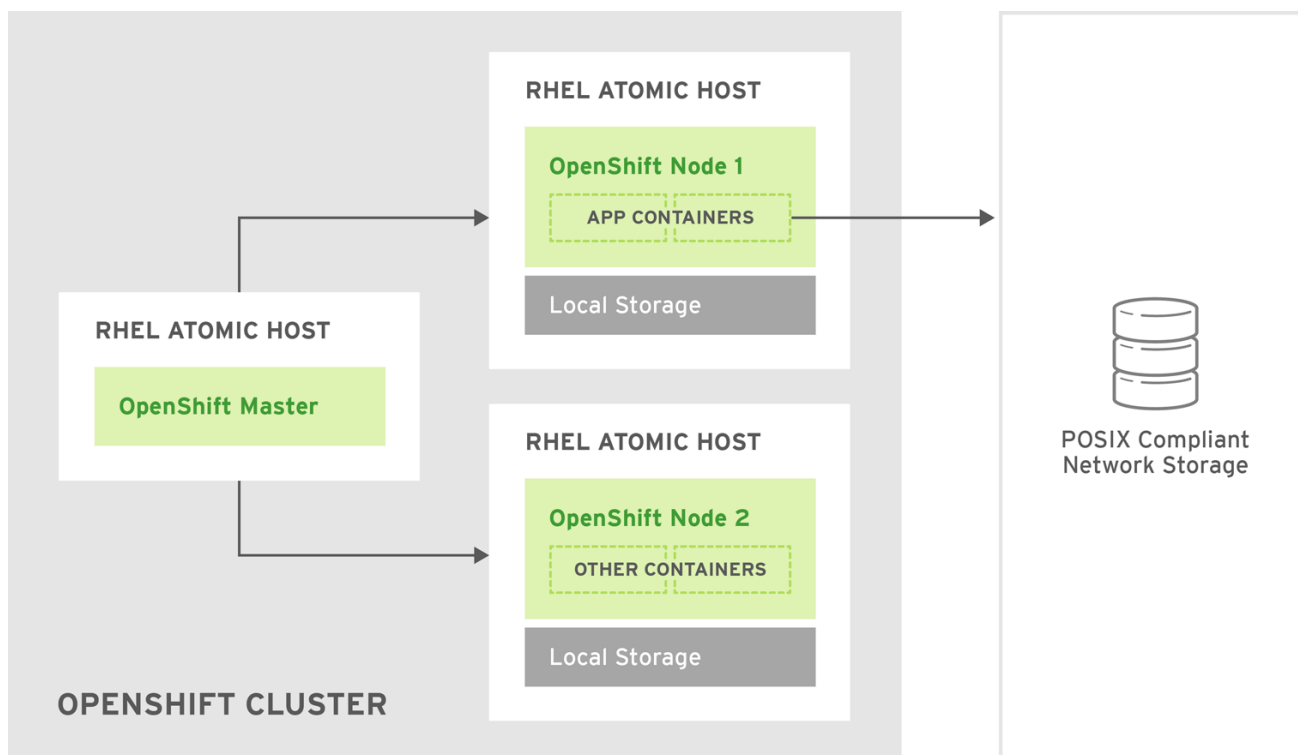 RHEL ATOMIC HOST
OpenShift Node 1
APP CONTAINERS
Local Storage
RHEL ATOMIC HOST
OpenShift Master
RHEL ATOMIC HOST
OpenShift Node 2
OTHER CONTAINERS
Local Storage
OPENSHIFT CLUSTER
POSIX Compliant
Network Storage